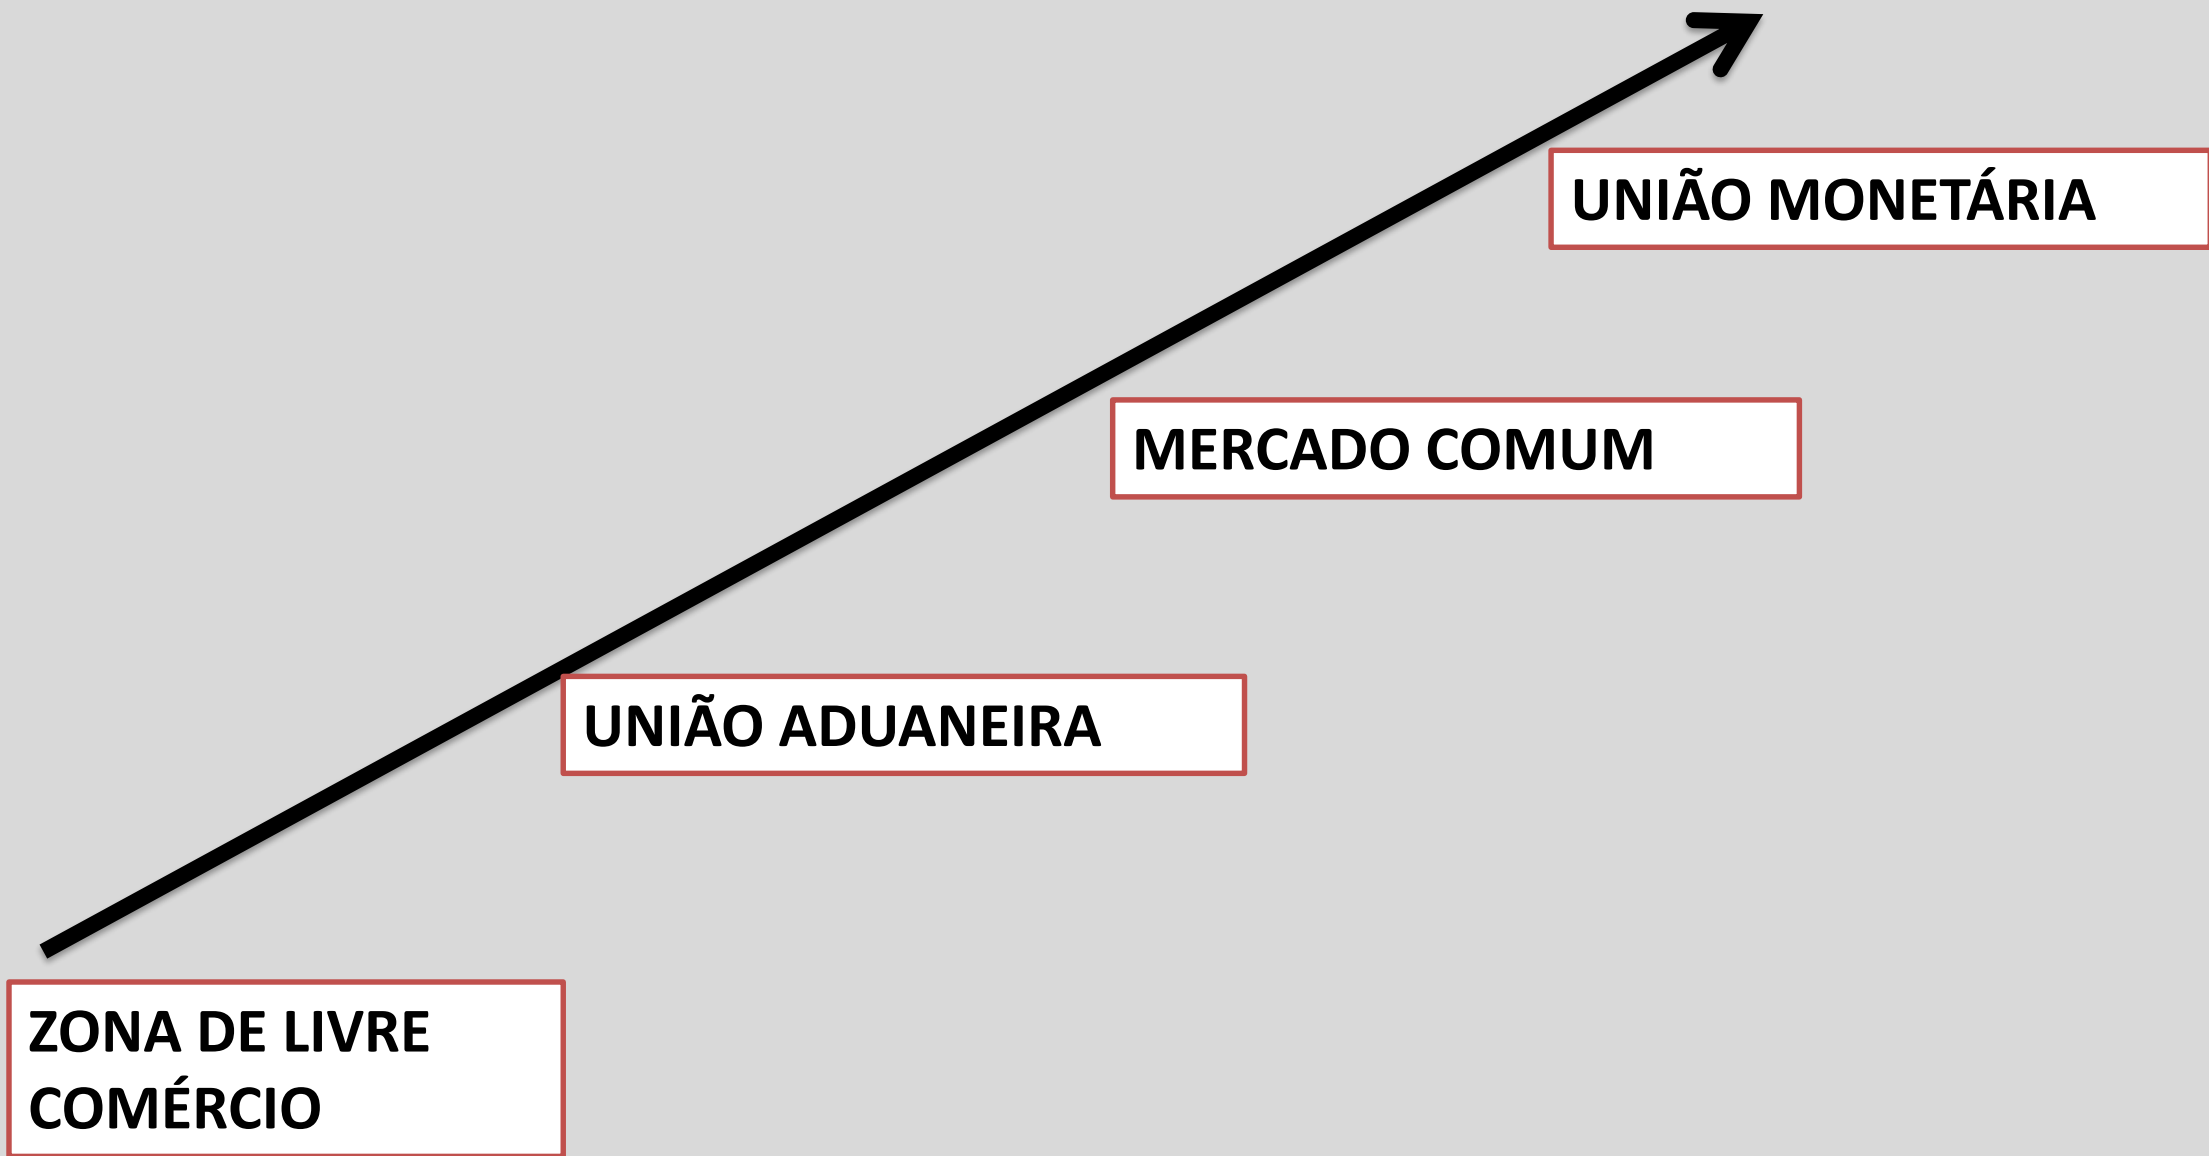 UNIÃO MONETÁRIA
MERCADO COMUM
UNIÃO ADUANEIRA
ZONA DE LIVRE
COMÉRCIO